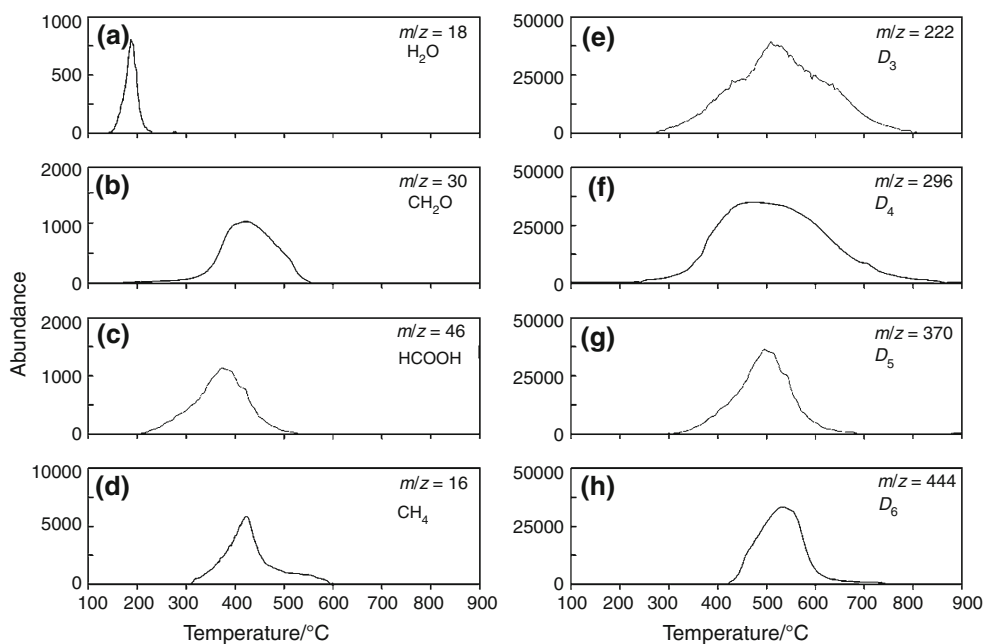 Abundance
(a)
m/z = 18
H₂O
1000
500
0
(b)
m/z = 30
CH₂O
2000
1000
0
(c)
m/z = 46
HCOOH
2000
1000
0
(d)
m/z = 16
CH₄
10000
5000
0
100 200 300 400 500 600 700 800 900
Temperature/°C
(e)
m/z = 222
D₃
50000
25000
0
(f)
m/z = 296
D₄
50000
25000
0
(g)
m/z = 370
D₅
50000
25000
0
(h)
m/z = 444
D₆
50000
25000
0
100 200 300 400 500 600 700 800 900
Temperature/°C